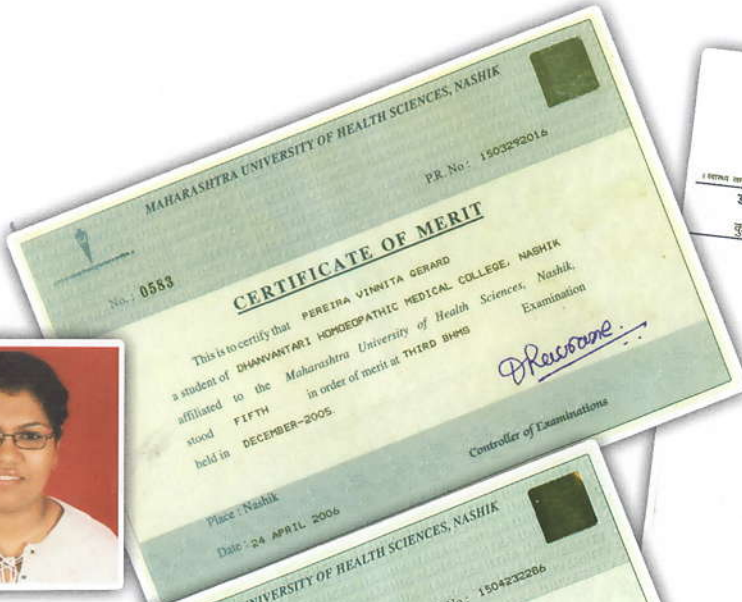 MAHARASHTRA UNIVERSITY OF HEALTH SCIENCES, NASHIK
P.R. No: 1503292016
No.: 0583
CERTIFICATE OF MERIT
This is to certify that PEREIRA VINNITA GERARD
a student of DHANVANTARI HOMOEOPATHIC MEDICAL COLLEGE, NASHIK
affiliated to the Maharashtra University of Health Sciences, Nashik,
stood FIFTH in order of merit at THIRD BHMS Examination
held in DECEMBER-2005.
Controller of Examinations
Place : Nashik
Date : 24 APRIL 2006
UNIVERSITY OF HEALTH SCIENCES, NASHIK
No: 1504232286